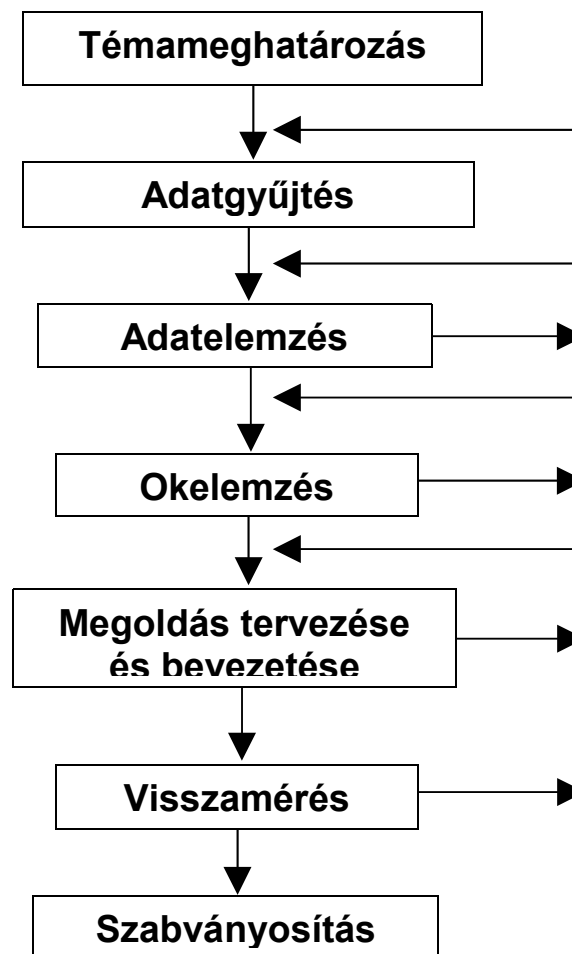 Témameghatározás
Adatgyűjtés
Adatelemzés
Okelemzés
Megoldás tervezése
és bevezetése
Visszamérés
Szabványosítás